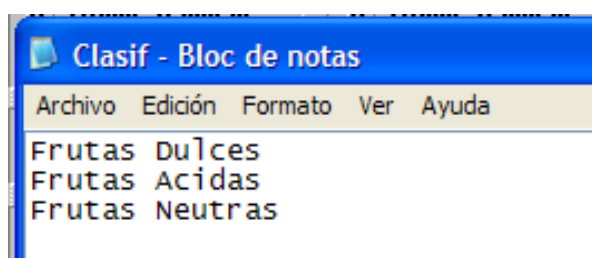 Clasif - Bloc de notas
Archivo Edición Formato Ver Ayuda
Frutas Dulces
Frutas Acidas
Frutas Neutras